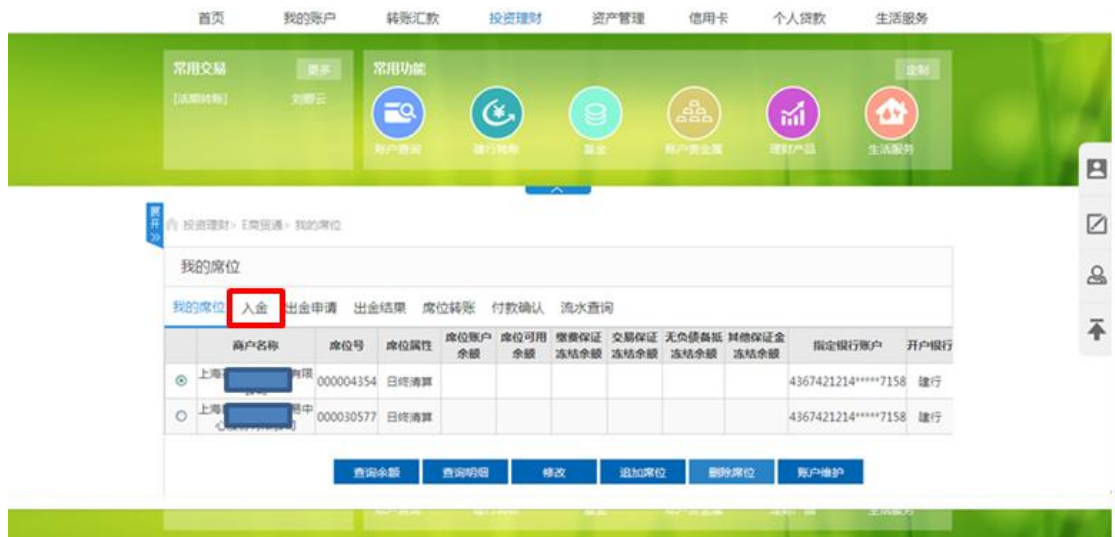 首页 我的账户 转账汇款 投资理财 资产管理 信用卡 个人贷款 生活服务
常用交易 更多 常用功能 定制
[活期转账]
账户查询 建行转账 基金 账户贵金属 理财产品 生活服务
展开
投资理财> E商贸通> 我的席位
我的席位
我的席位 入金 出金申请 出金结果 席位转账 付款确认 流水查询
商户名称 席位号 席位属性 席位账户余额 席位可用余额 缴费保证冻结余额 交易保证冻结余额 无负债备抵冻结余额 其他保证金冻结余额 指定银行账户 开户银行
上海 有限 000004354 日终清算 4367421214*****7158 建行
上海 易中心 000030577 日终清算 4367421214*****7158 建行
查询余额 查询明细 修改 追加席位 删除席位 账户维护